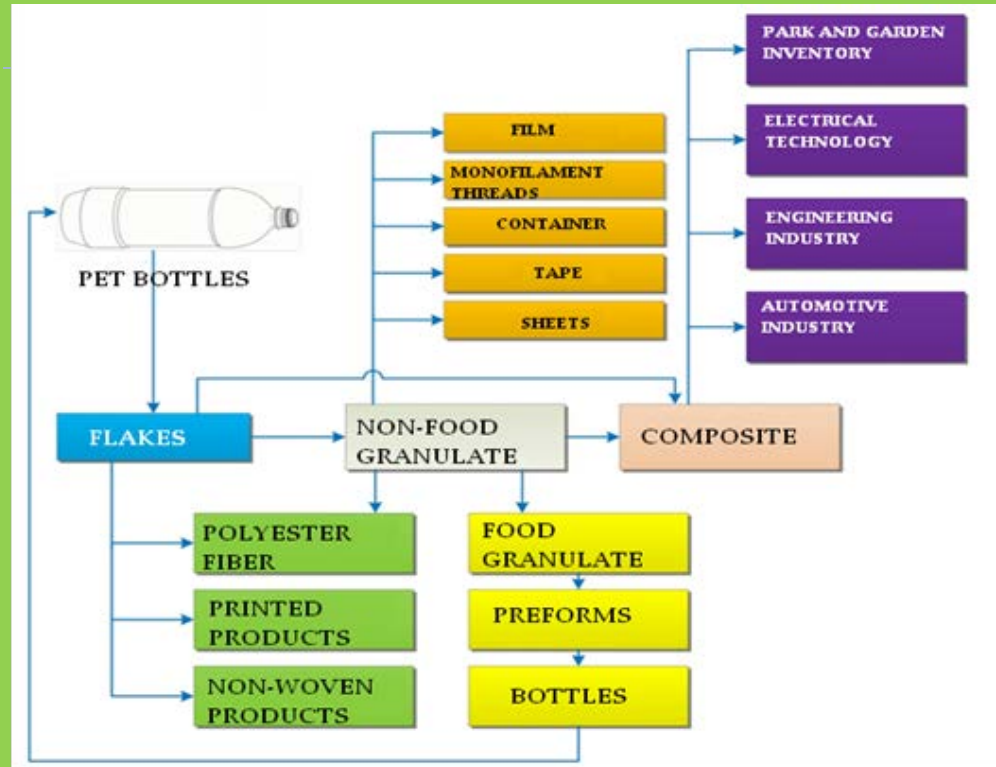 PARK AND GARDEN
INVENTORY
FILM
ELECTRICAL
TECHNOLOGY
MONOFILAMENT
THREADS
CONTAINER
ENGINEERING
INDUSTRY
PET BOTTLES
TAPE
SHEETS
AUTOMOTIVE
INDUSTRY
FLAKES
NON-FOOD
GRANULATE
COMPOSITE
POLYESTER
FIBER
FOOD
GRANULATE
PRINTED
PRODUCTS
PREFORMS
NON-WOVEN
PRODUCTS
BOTTLES